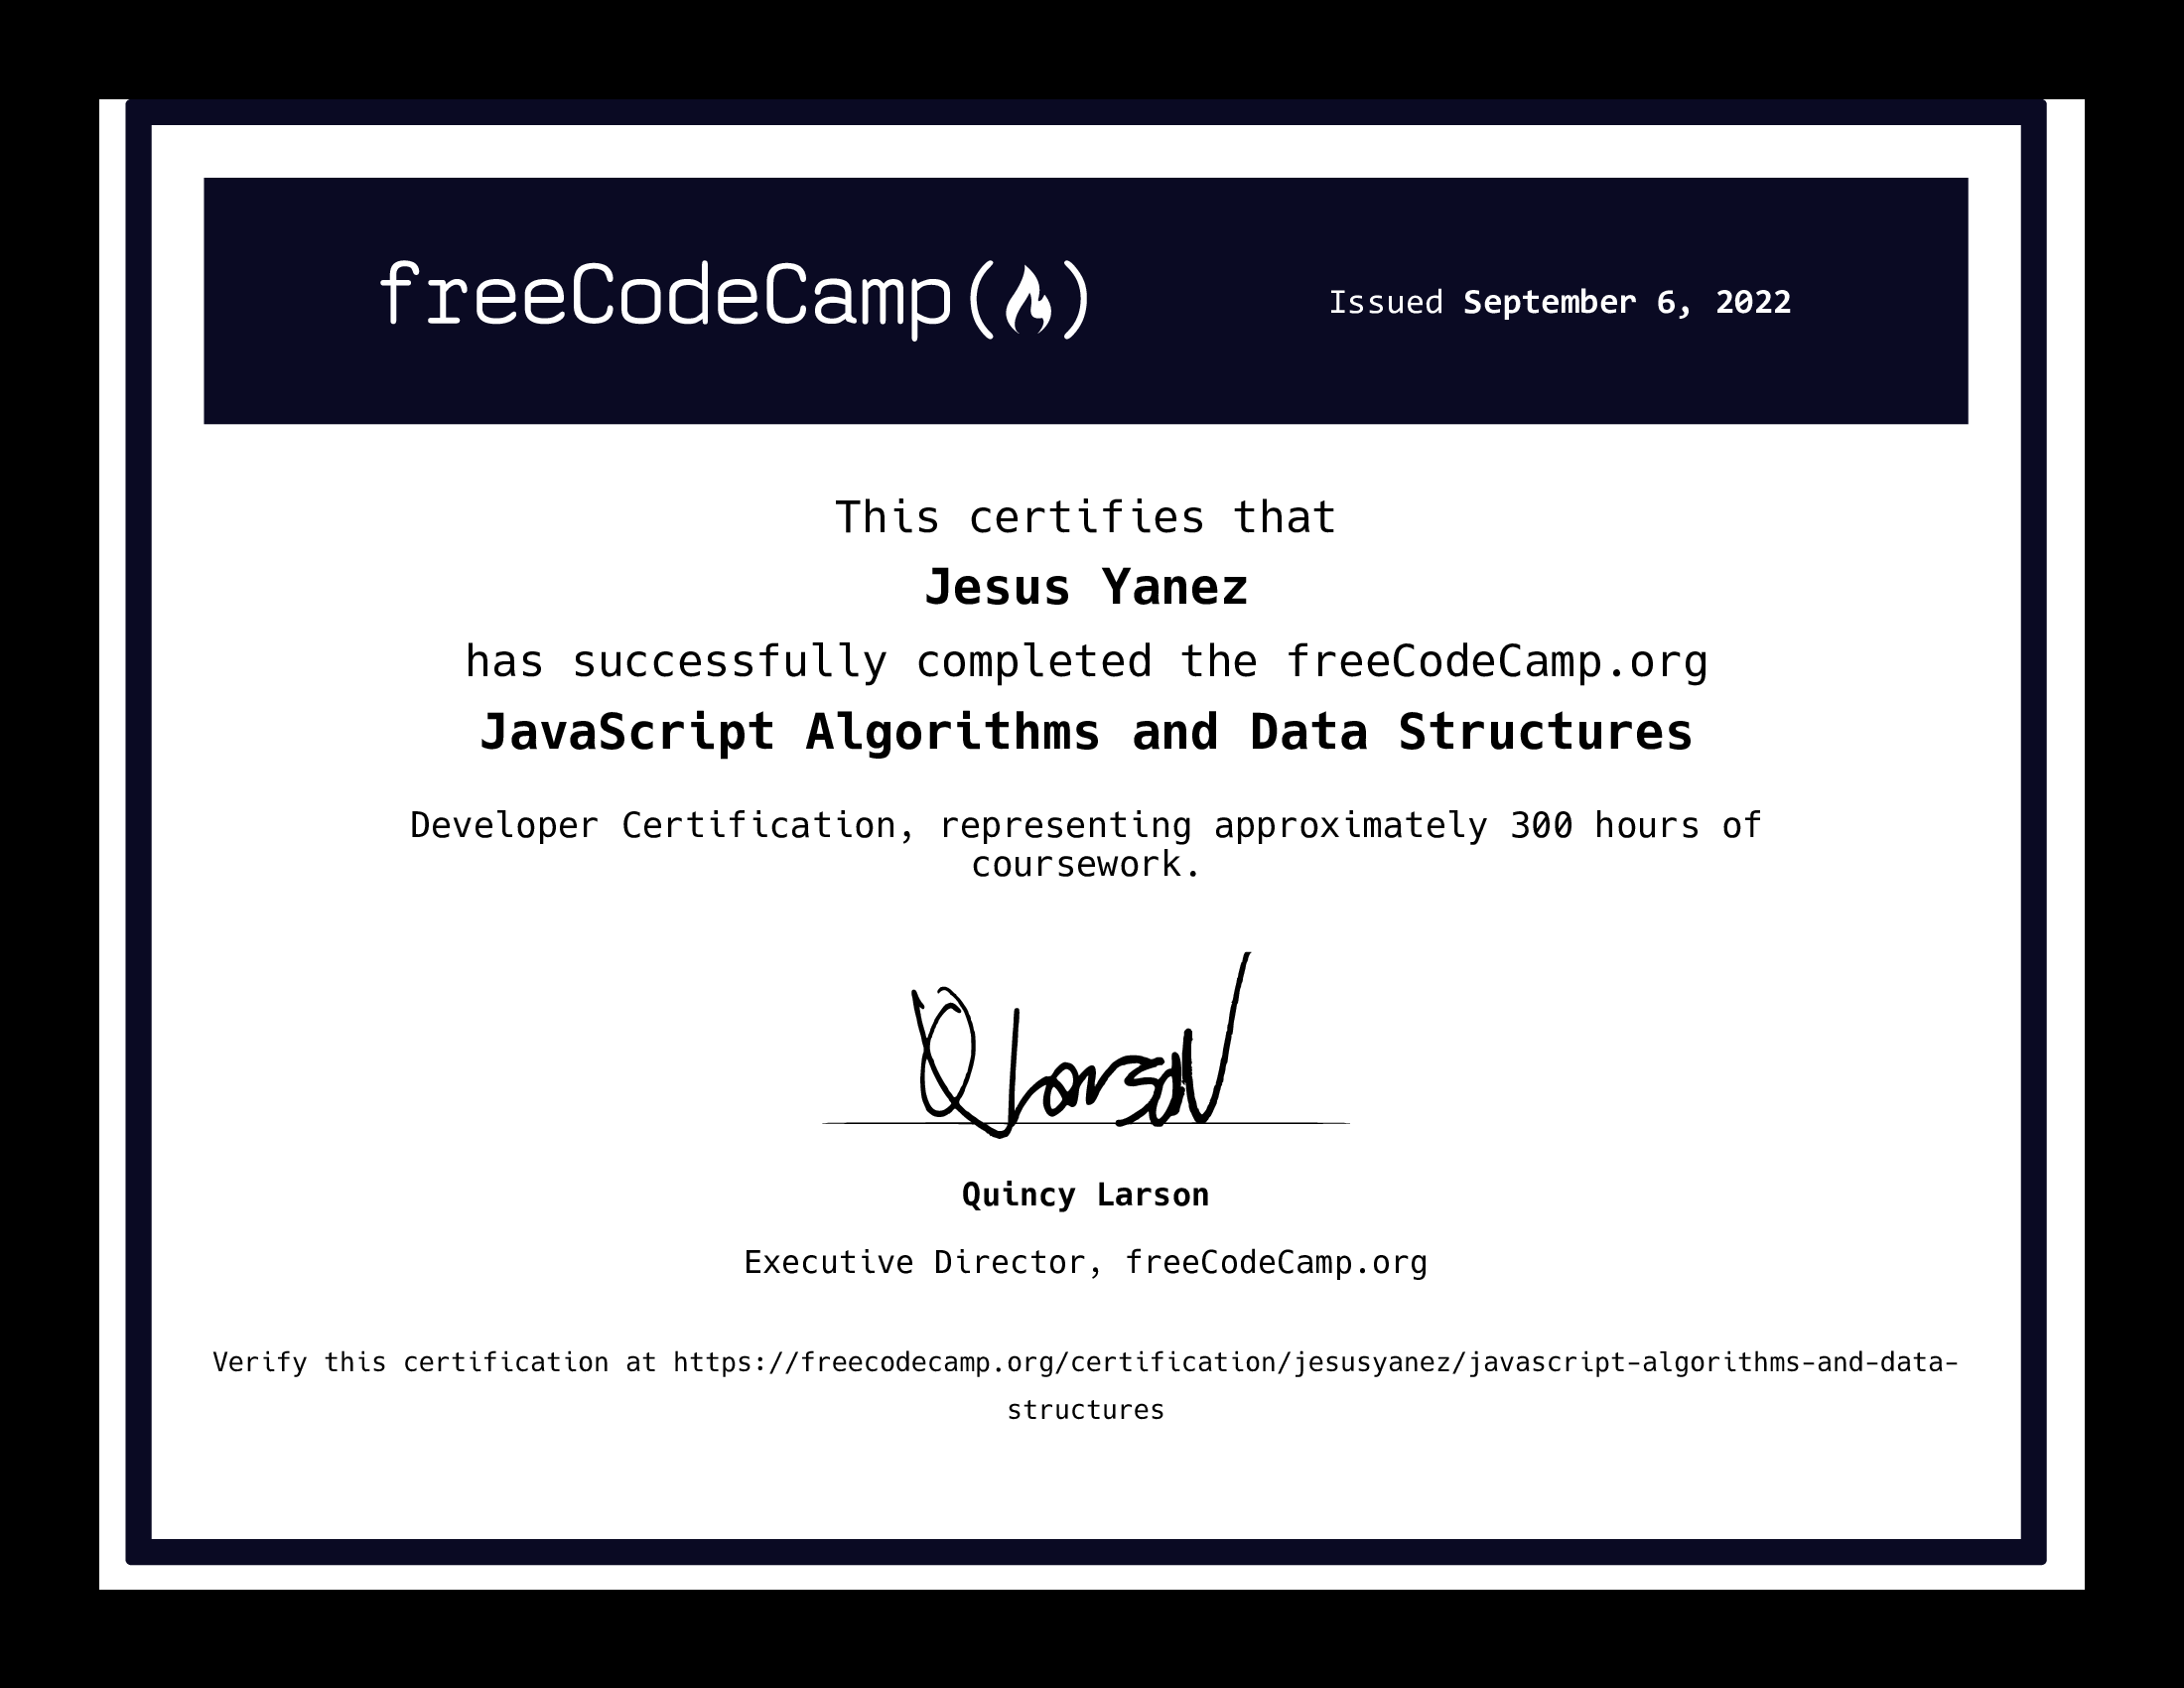 freeCodeCamp(🔥)
Issued September 6, 2022
This certifies that
Jesus Yanez
has successfully completed the freeCodeCamp.org
JavaScript Algorithms and Data Structures
Developer Certification, representing approximately 300 hours of
coursework.
Q Larson
Quincy Larson
Executive Director, freeCodeCamp.org
Verify this certification at https://freecodecamp.org/certification/jesusyanez/javascript-algorithms-and-data-
structures